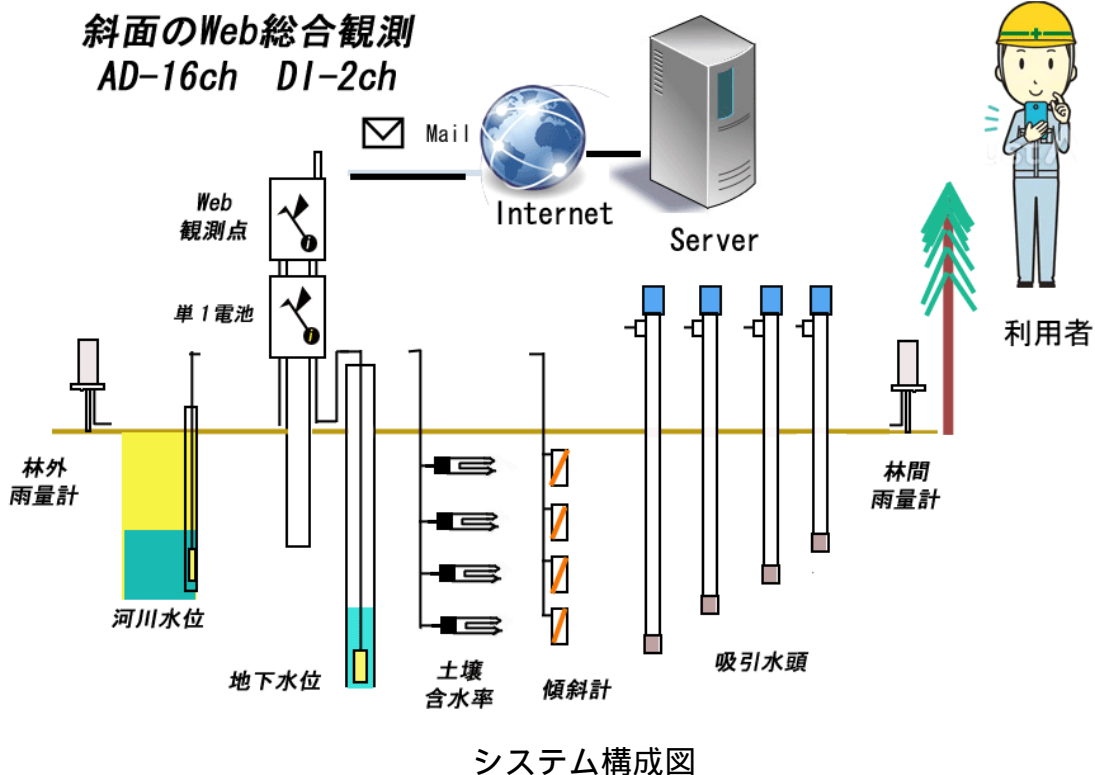 斜面のWeb総合観測
AD-16ch DI-2ch
Mail
Internet
Server
Web
観測点
単1電池
利用者
林外
雨量計
河川水位
地下水位
土壌
含水率
傾斜計
吸引水頭
林間
雨量計
システム構成図